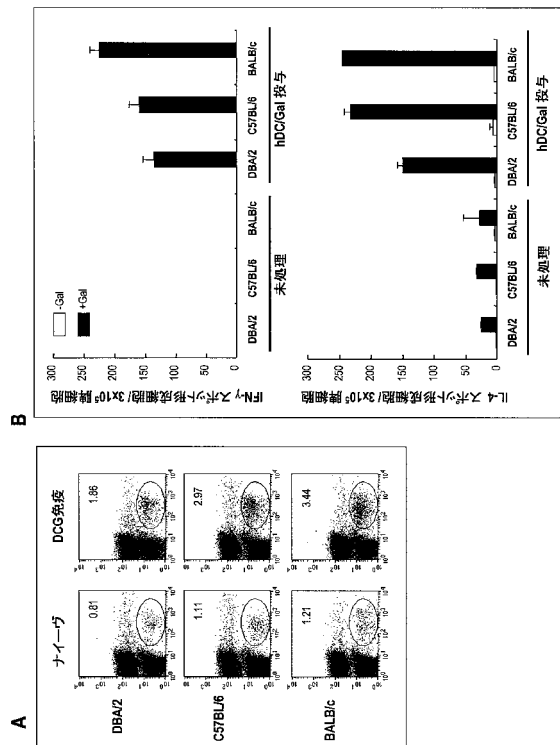 A
ナイーヴ
DCG免疫
DBA/2
0.81
1.86
C57BL/6
1.11
2.97
BALB/c
1.21
3.44
10⁰ 10¹ 10² 10³ 10⁴
B
IFN-γ スポット形成細胞/ 3x10⁵ 脾細胞
300
250
200
150
100
50
0
-Gal
+Gal
DBA/2 C57BL/6 BALB/c DBA/2 C57BL/6 BALB/c
未処理 hDC/Gal 投与
IL-4 スポット形成細胞/ 3x10⁵ 脾細胞
300
250
200
150
100
50
0
DBA/2 C57BL/6 BALB/c DBA/2 C57BL/6 BALB/c
未処理 hDC/Gal 投与